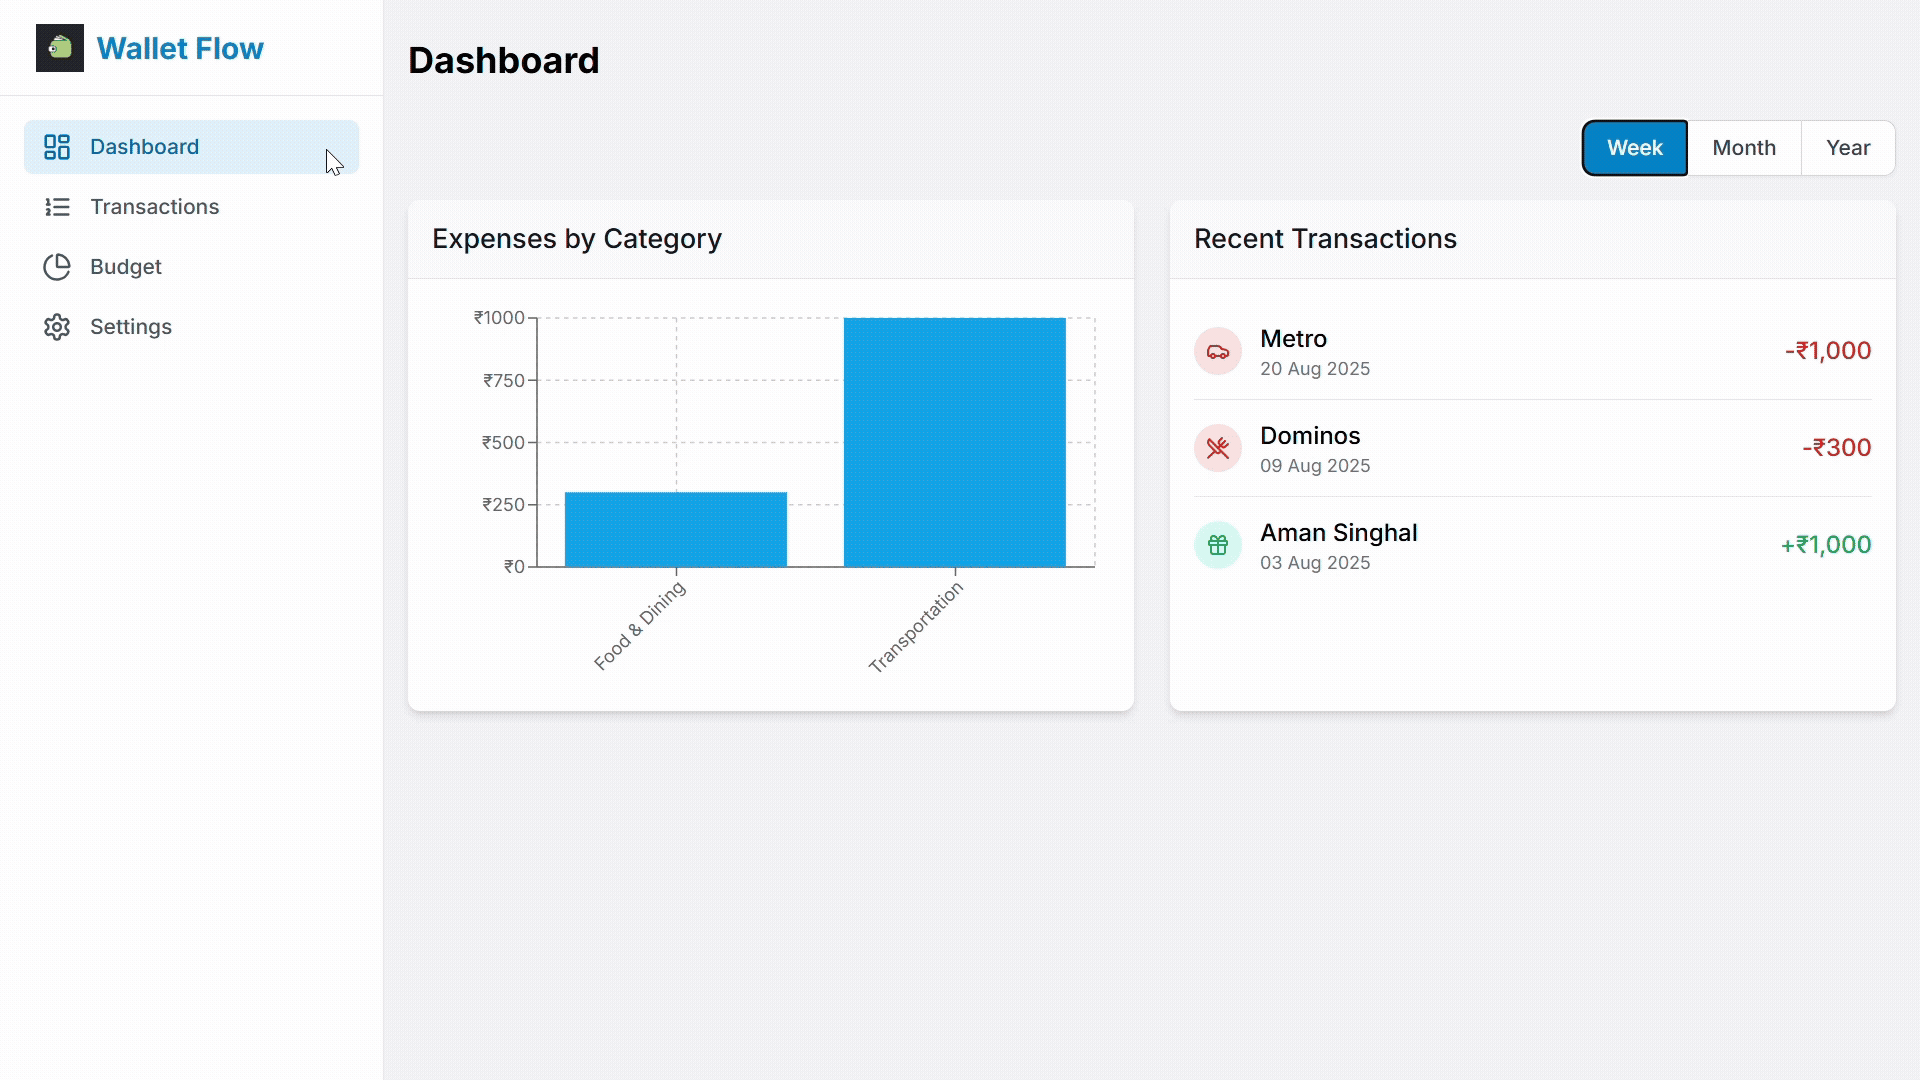 Wallet Flow
Dashboard
Transactions
Budget
Settings
Dashboard
Week
Month
Year
Expenses by Category
₹1000
₹750
₹500
₹250
₹0
Food & Dining
Transportation
Recent Transactions
Metro
20 Aug 2025
-₹1,000
Dominos
09 Aug 2025
-₹300
Aman Singhal
03 Aug 2025
+₹1,000